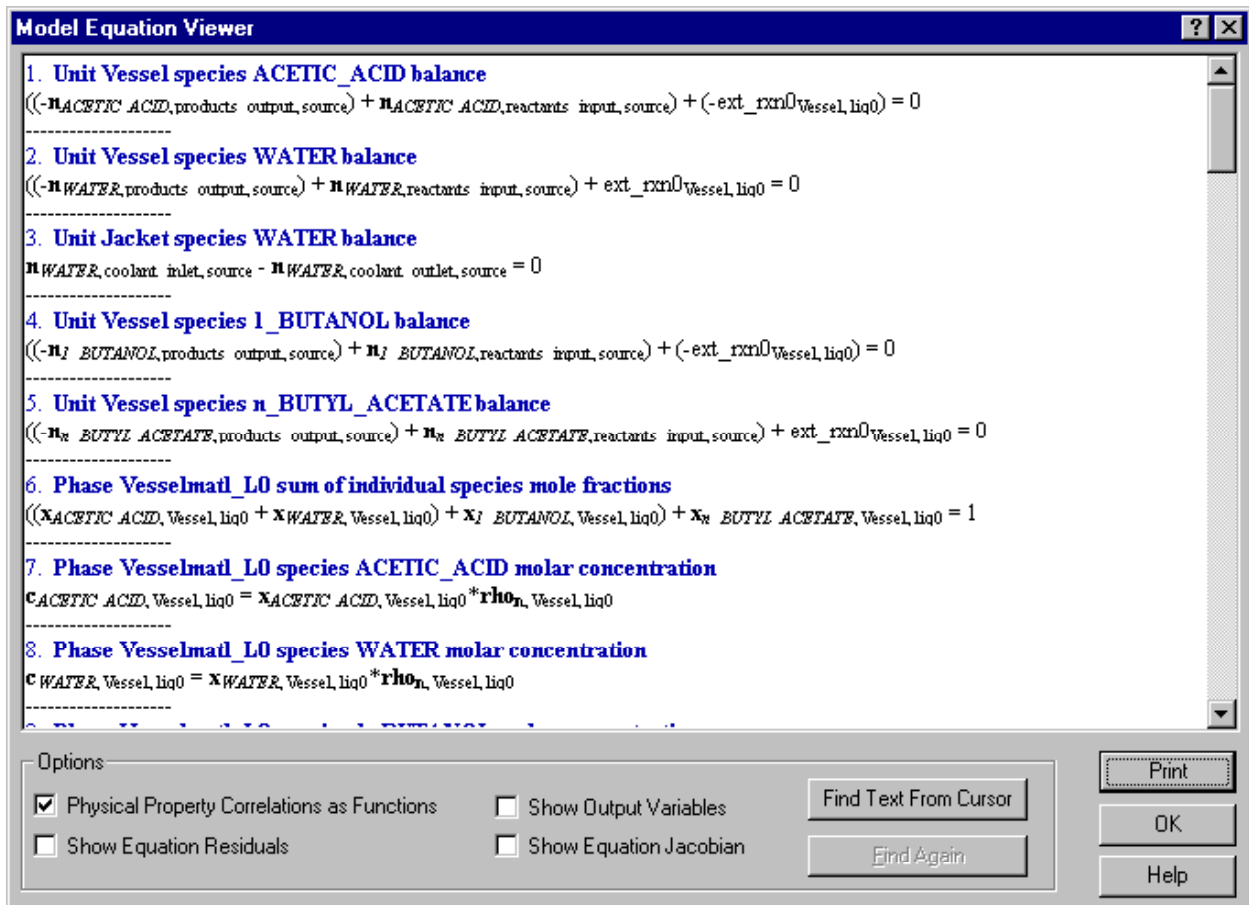 Model Equation Viewer
1. Unit Vessel species ACETIC_ACID balance
((-nACETIC ACID,products output,source) + nACETIC ACID,reactants input,source) + (-ext_rxn0Vessel, liq0) = 0
--------------------
2. Unit Vessel species WATER balance
((-nWATER,products output,source) + nWATER,reactants input,source) + ext_rxn0Vessel, liq0 = 0
--------------------
3. Unit Jacket species WATER balance
nWATER,coolant inlet,source - nWATER,coolant outlet,source = 0
--------------------
4. Unit Vessel species 1_BUTANOL balance
((-n1 BUTANOL,products output,source) + n1 BUTANOL,reactants input,source) + (-ext_rxn0Vessel, liq0) = 0
--------------------
5. Unit Vessel species n_BUTYL_ACETATE balance
((-nn BUTYL ACETATE,products output,source) + nn BUTYL ACETATE,reactants input,source) + ext_rxn0Vessel, liq0 = 0
--------------------
6. Phase Vesselmatl_L0 sum of individual species mole fractions
((xACETIC ACID, Vessel, liq0 + xWATER, Vessel, liq0) + x1 BUTANOL, Vessel, liq0) + xn BUTYL ACETATE, Vessel, liq0 = 1
--------------------
7. Phase Vesselmatl_L0 species ACETIC_ACID molar concentration
cACETIC ACID, Vessel, liq0 = xACETIC ACID, Vessel, liq0*rhon, Vessel, liq0
--------------------
8. Phase Vesselmatl_L0 species WATER molar concentration
cWATER, Vessel, liq0 = xWATER, Vessel, liq0*rhon, Vessel, liq0
--------------------
Options
Physical Property Correlations as Functions
Show Output Variables
Find Text From Cursor
Show Equation Residuals
Show Equation Jacobian
Find Again
Print
OK
Help